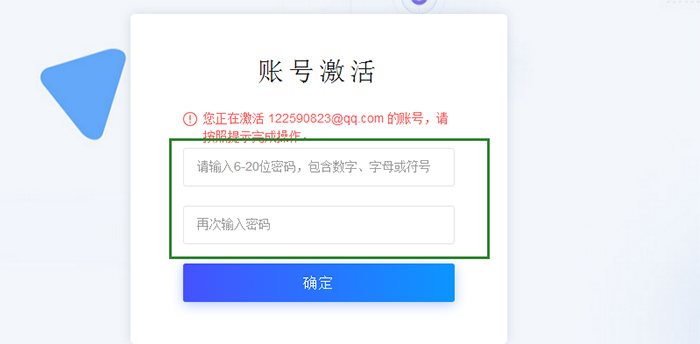 账号激活
您正在激活 122590823@qq.com 的账号，请
按照提示完成操作。
请输入6-20位密码，包含数字、字母或符号
再次输入密码
确定